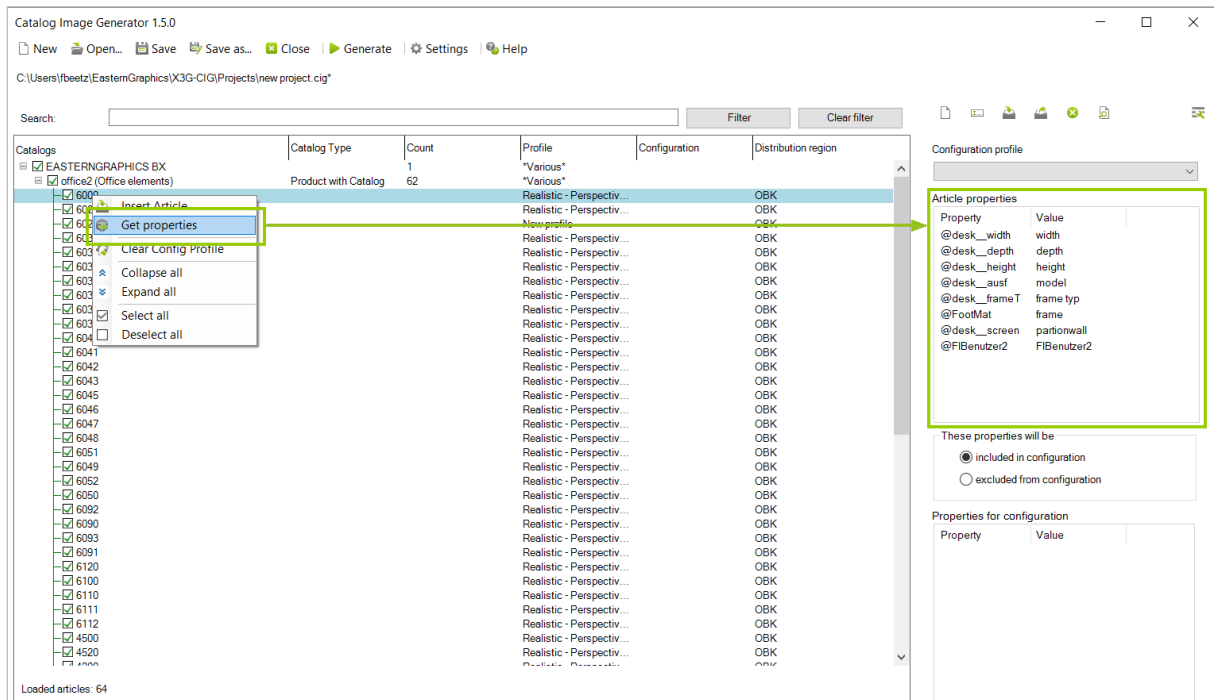 Catalog Image Generator 1.5.0
New Open... Save Save as... Close Generate Settings Help
C:\Users\fbeetz\EasternGraphics\X3G-CIG\Projects\new project.cig*
Search: Filter Clear filter
Catalogs Catalog Type Count Profile Configuration Distribution region
EASTERNGRAPHICS BX 1 *Various*
office2 (Office elements) Product with Catalog 62 *Various*
6000 Realistic - Perspectiv... OBK
Insert Article
Realistic - Perspectiv... OBK
Get properties
New profile OBK
Realistic - Perspectiv... OBK
Clear Config Profile
Realistic - Perspectiv... OBK
Realistic - Perspectiv... OBK
Collapse all
Realistic - Perspectiv... OBK
Expand all
Realistic - Perspectiv... OBK
Realistic - Perspectiv... OBK
Select all
Realistic - Perspectiv... OBK
Deselect all
Realistic - Perspectiv... OBK
6041 Realistic - Perspectiv... OBK
6042 Realistic - Perspectiv... OBK
6043 Realistic - Perspectiv... OBK
6045 Realistic - Perspectiv... OBK
6046 Realistic - Perspectiv... OBK
6047 Realistic - Perspectiv... OBK
6048 Realistic - Perspectiv... OBK
6051 Realistic - Perspectiv... OBK
6049 Realistic - Perspectiv... OBK
6052 Realistic - Perspectiv... OBK
6050 Realistic - Perspectiv... OBK
6092 Realistic - Perspectiv... OBK
6090 Realistic - Perspectiv... OBK
6093 Realistic - Perspectiv... OBK
6091 Realistic - Perspectiv... OBK
6120 Realistic - Perspectiv... OBK
6100 Realistic - Perspectiv... OBK
6110 Realistic - Perspectiv... OBK
6111 Realistic - Perspectiv... OBK
6112 Realistic - Perspectiv... OBK
4500 Realistic - Perspectiv... OBK
4520 Realistic - Perspectiv... OBK
Loaded articles: 64
Configuration profile
Article properties
Property Value
@desk__width width
@desk__depth depth
@desk__height height
@desk__ausf model
@desk__frameT frame typ
@FootMat frame
@desk__screen partionwall
@FIBenutzer2 FIBenutzer2
These properties will be
included in configuration
excluded from configuration
Properties for configuration
Property Value